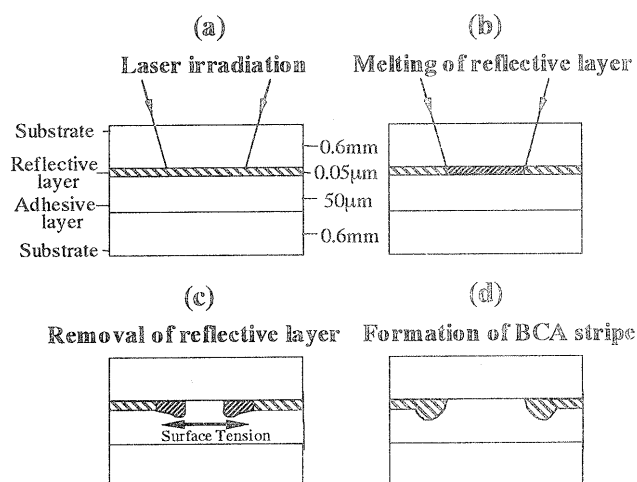 (a)
Laser irradiation
Substrate
Reflective
layer
Adhesive
layer
Substrate
0.6mm
0.05μm
50μm
0.6mm
(b)
Melting of reflective layer
(c)
Removal of reflective layer
Surface Tension
(d)
Formation of BCA stripe